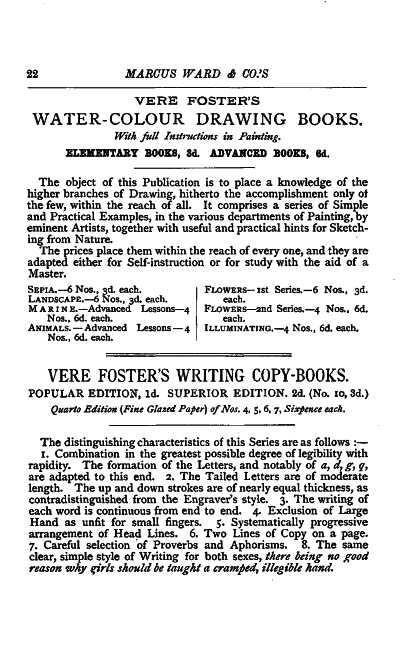 22 MARCUS WARD & CO.'S
VERE FOSTER'S
WATER-COLOUR DRAWING BOOKS.
With full Instructions in Painting.
ELEMENTARY BOOKS, 3d. ADVANCED BOOKS, 6d.
The object of this Publication is to place a knowledge of the
higher branches of Drawing, hitherto the accomplishment only of
the few, within the reach of all. It comprises a series of Simple
and Practical Examples, in the various departments of Painting, by
eminent Artists, together with useful and practical hints for Sketch-
ing from Nature.
The prices place them within the reach of every one, and they are
adapted either for Self-instruction or for study with the aid of a
Master.
SEPIA.—6 Nos., 3d. each.
LANDSCAPE.—6 Nos., 3d. each.
MARINE.—Advanced Lessons—4
Nos., 6d. each.
ANIMALS.—Advanced Lessons—4
Nos., 6d. each.
FLOWERS—1st Series.—6 Nos., 3d.
each.
FLOWERS—2nd Series.—4 Nos., 6d.
each.
ILLUMINATING.—4 Nos., 6d. each.
VERE FOSTER'S WRITING COPY-BOOKS.
POPULAR EDITION, 1d. SUPERIOR EDITION. 2d. (No. 10, 3d.)
Quarto Edition (Fine Glazed Paper) of Nos. 4, 5, 6, 7, Sixpence each.
The distinguishing characteristics of this Series are as follows :—
1. Combination in the greatest possible degree of legibility with
rapidity. The formation of the Letters, and notably of a, d, g, q,
are adapted to this end. 2. The Tailed Letters are of moderate
length. The up and down strokes are of nearly equal thickness, as
contradistinguished from the Engraver's style. 3. The writing of
each word is continuous from end to end. 4. Exclusion of Large
Hand as unfit for small fingers. 5. Systematically progressive
arrangement of Head Lines. 6. Two Lines of Copy on a page.
7. Careful selection of Proverbs and Aphorisms. 8. The same
clear, simple style of Writing for both sexes, there being no good
reason why girls should be taught a cramped, illegible hand.